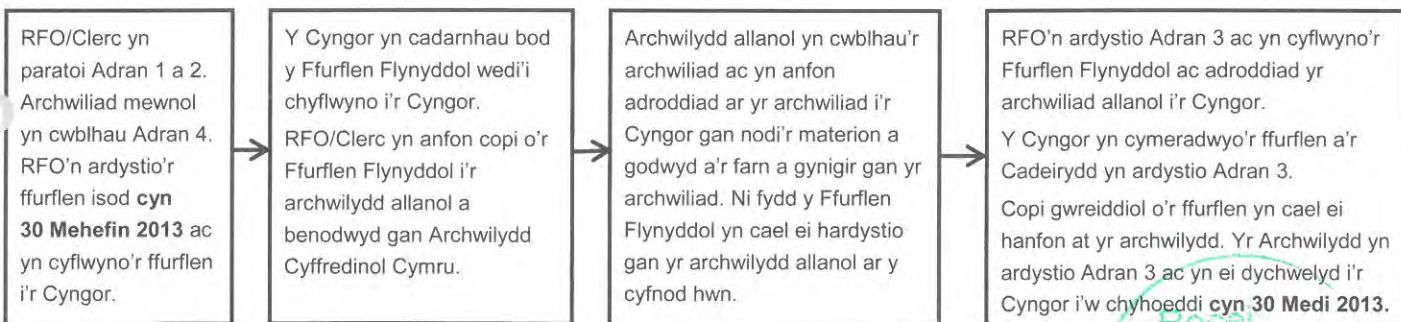 RFO/Clerc yn
paratoi Adran 1 a 2.
Archwiliad mewnol
yn cwblhau Adran 4.
RFO'n ardystio'r
ffurflen isod cyn
30 Mehefin 2013 ac
yn cyflwyno'r ffurflen
i'r Cyngor.
Y Cyngor yn cadarnhau bod
y Ffurflen Flynyddol wedi'i
chyflwyno i'r Cyngor.
RFO/Clerc yn anfon copi o'r
Ffurflen Flynyddol i'r
archwilydd allanol a
benodwyd gan Archwilydd
Cyffredinol Cymru.
Archwilydd allanol yn cwblhau'r
archwiliad ac yn anfon
adroddiad ar yr archwiliad i'r
Cyngor gan nodi'r materion a
godwyd a'r farn a gynigir gan yr
archwiliad. Ni fydd y Ffurflen
Flynyddol yn cael ei hardystio
gan yr archwilydd allanol ar y
cyfnod hwn.
RFO'n ardystio Adran 3 ac yn cyflwyno'r
Ffurflen Flynyddol ac adroddiad yr
archwiliad allanol i'r Cyngor.
Y Cyngor yn cymeradwyo'r ffurflen a'r
Cadeirydd yn ardystio Adran 3.
Copi gwreiddiol o'r ffurflen yn cael ei
hanfon at yr archwilydd. Yr Archwilydd yn
ardystio Adran 3 ac yn ei dychwelyd i'r
Cyngor i'w chyhoeddi cyn 30 Medi 2013.